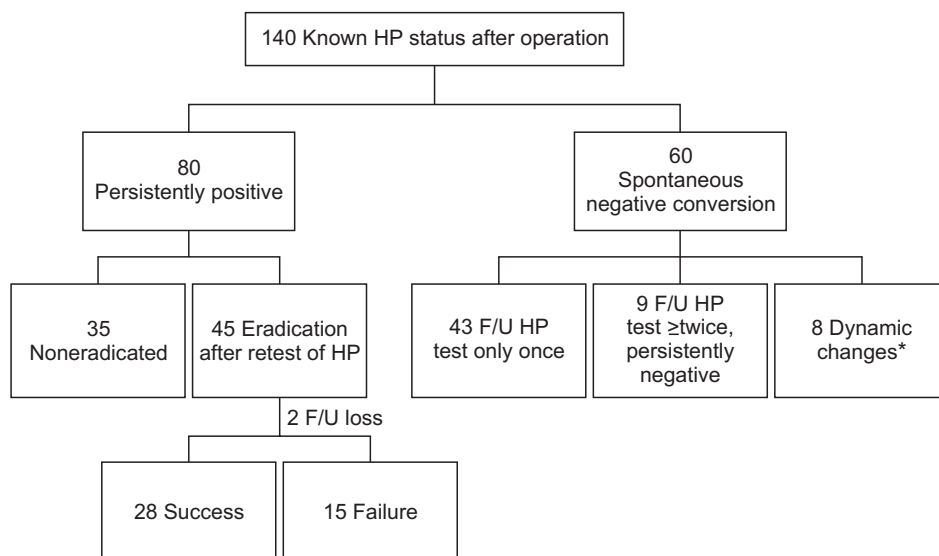 140 Known HP status after operation
80
Persistently positive
60
Spontaneous
negative conversion
35
Noneradicated
45 Eradication
after retest of HP
43 F/U HP
test only once
9 F/U HP
test ≥twice,
persistently
negative
8 Dynamic
changes*
2 F/U loss
28 Success
15 Failure